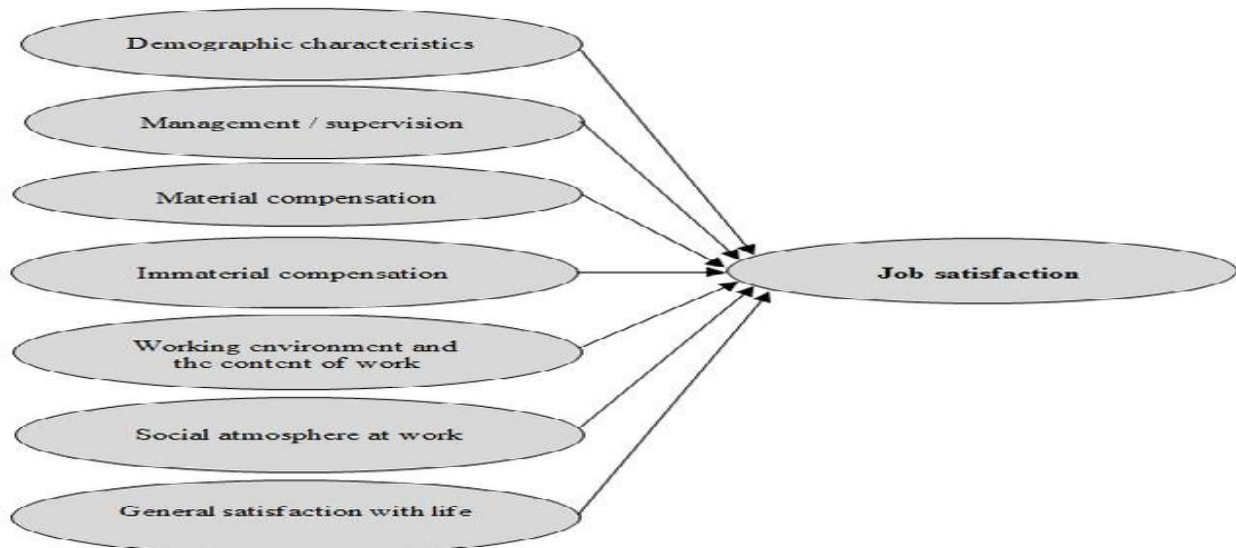 Demographic characteristics
Management / supervision
Material compensation
Immaterial compensation
Job satisfaction
Working environment and
the content of work
Social atmosphere at work
General satisfaction with life